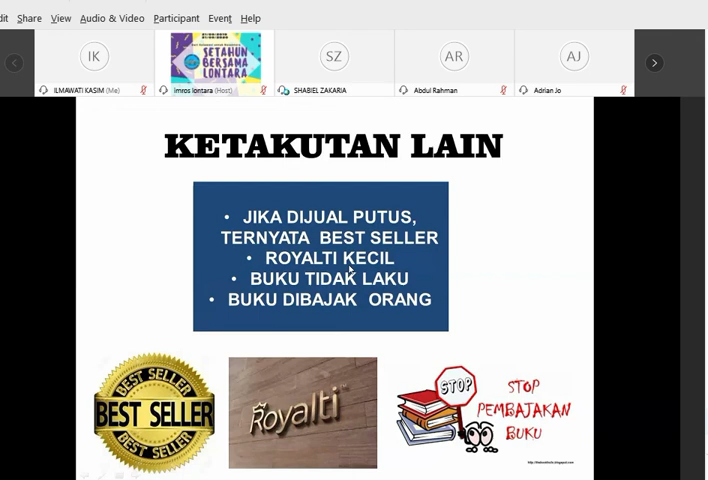 dit Share View Audio & Video Participant Event Help
IK
SETAHUN
BERSAMA
LONTARA
SZ
AR
AJ
ILMAWATI KASIM (Me)
Imros lontara (Host)
SHABIEL ZAKARIA
Abdul Rahman
Adrian Jo
KETAKUTAN LAIN
• JIKA DIJUAL PUTUS,
TERNYATA BEST SELLER
• ROYALTI KECIL
• BUKU TIDAK LAKU
• BUKU DIBAJAK ORANG
BEST SELLER
BEST SELLER
BEST SELLER
Royalti
STOP
STOP
PEMBAJAKAN
BUKU